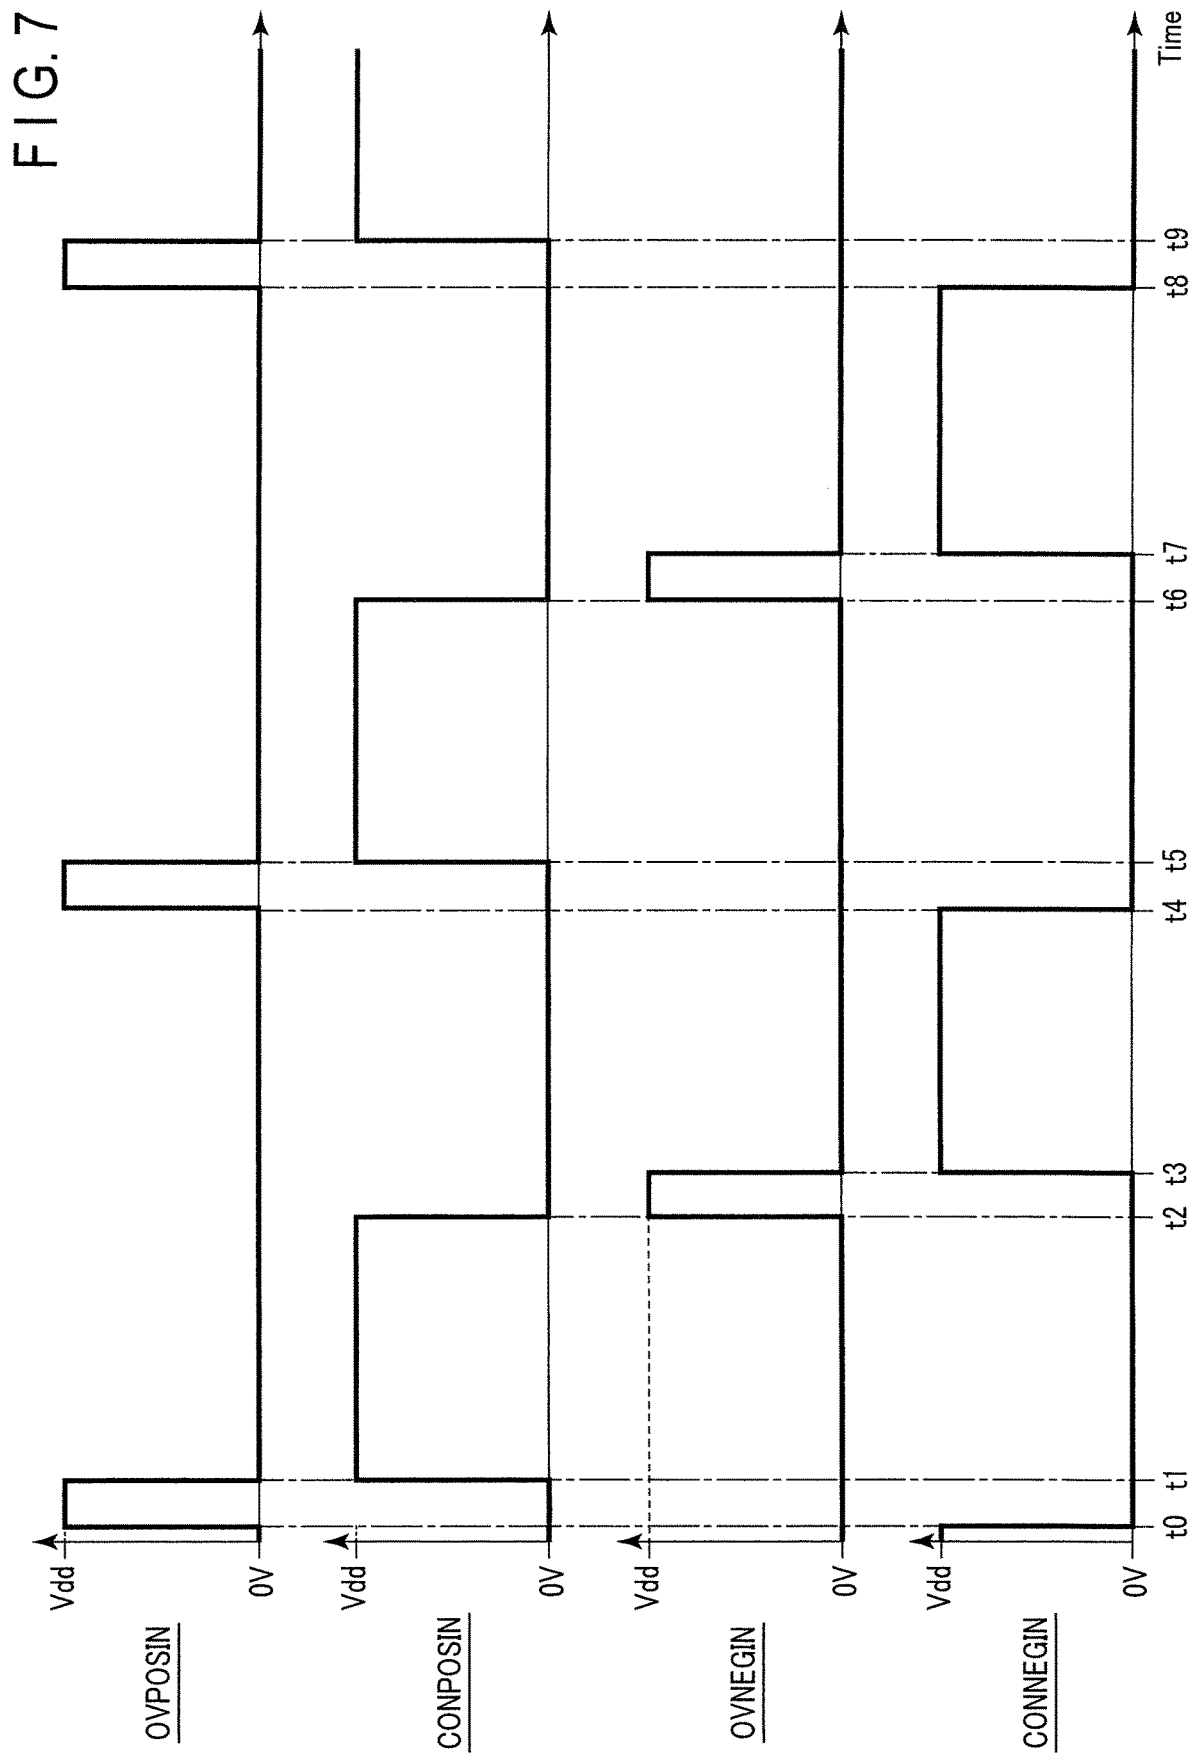 FIG. 7
OVPOSIN
Vdd
0V
CONPOSIN
Vdd
0V
OVNEGIN
Vdd
0V
CONNEGIN
Vdd
0V
t0 t1 t2 t3 t4 t5 t6 t7 t8 t9 Time